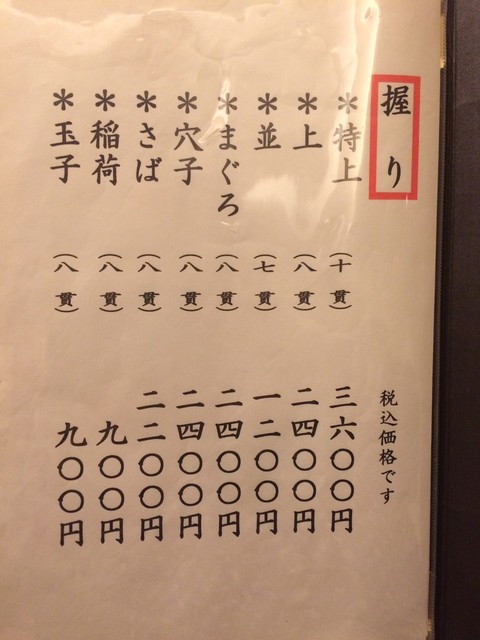 握り
税込価格です
＊特上（十貫）三六〇〇円
＊上（八貫）二四〇〇円
＊並（七貫）一二〇〇円
＊まぐろ（八貫）二四〇〇円
＊穴子（八貫）二四〇〇円
＊さば（八貫）二二〇〇円
＊稲荷（八貫）九〇〇円
＊玉子（八貫）九〇〇円